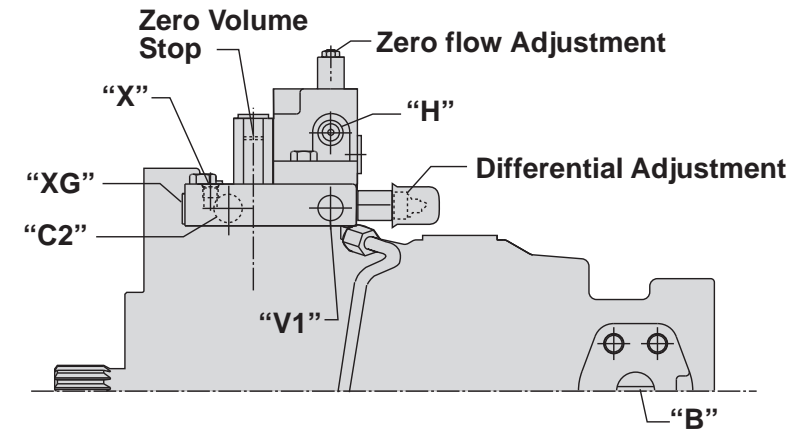 Zero Volume
Stop
Zero flow Adjustment
“X”
“H”
Differential Adjustment
“XG”
“C2”
“V1”
“B”